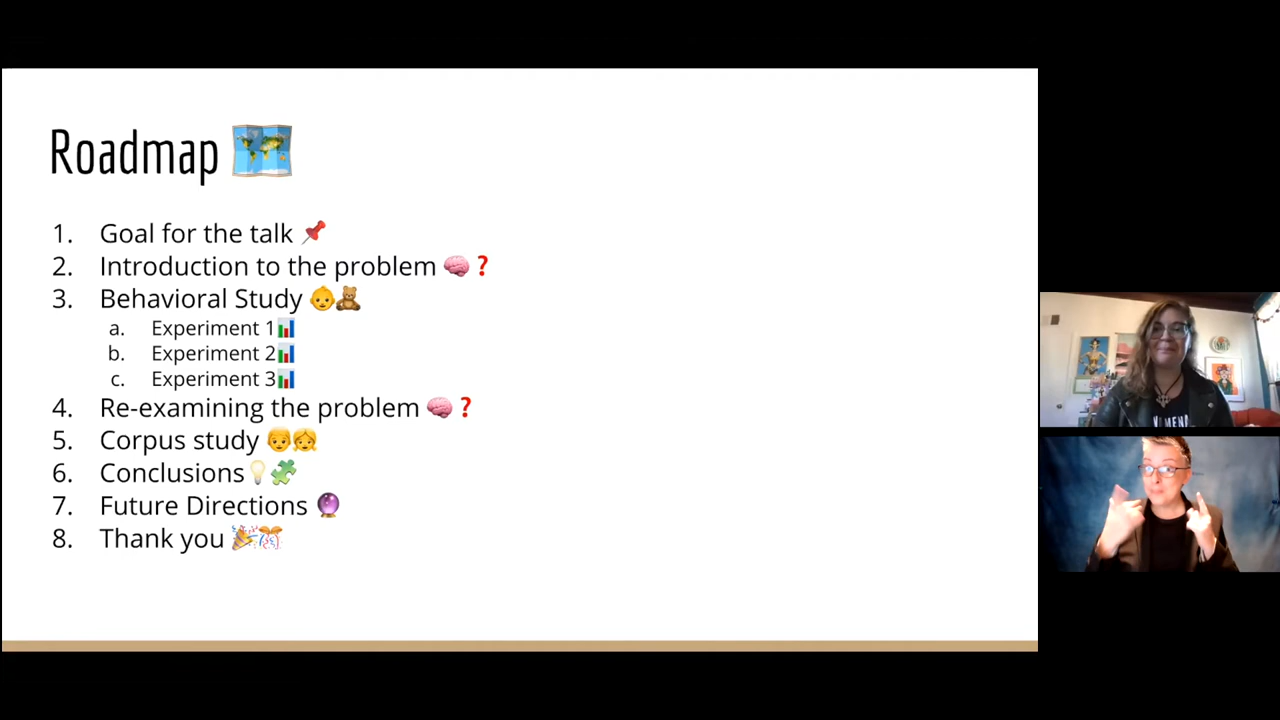 Roadmap
1. Goal for the talk
2. Introduction to the problem
3. Behavioral Study
a. Experiment 1
b. Experiment 2
c. Experiment 3
4. Re-examining the problem
5. Corpus study
6. Conclusions
7. Future Directions
8. Thank you